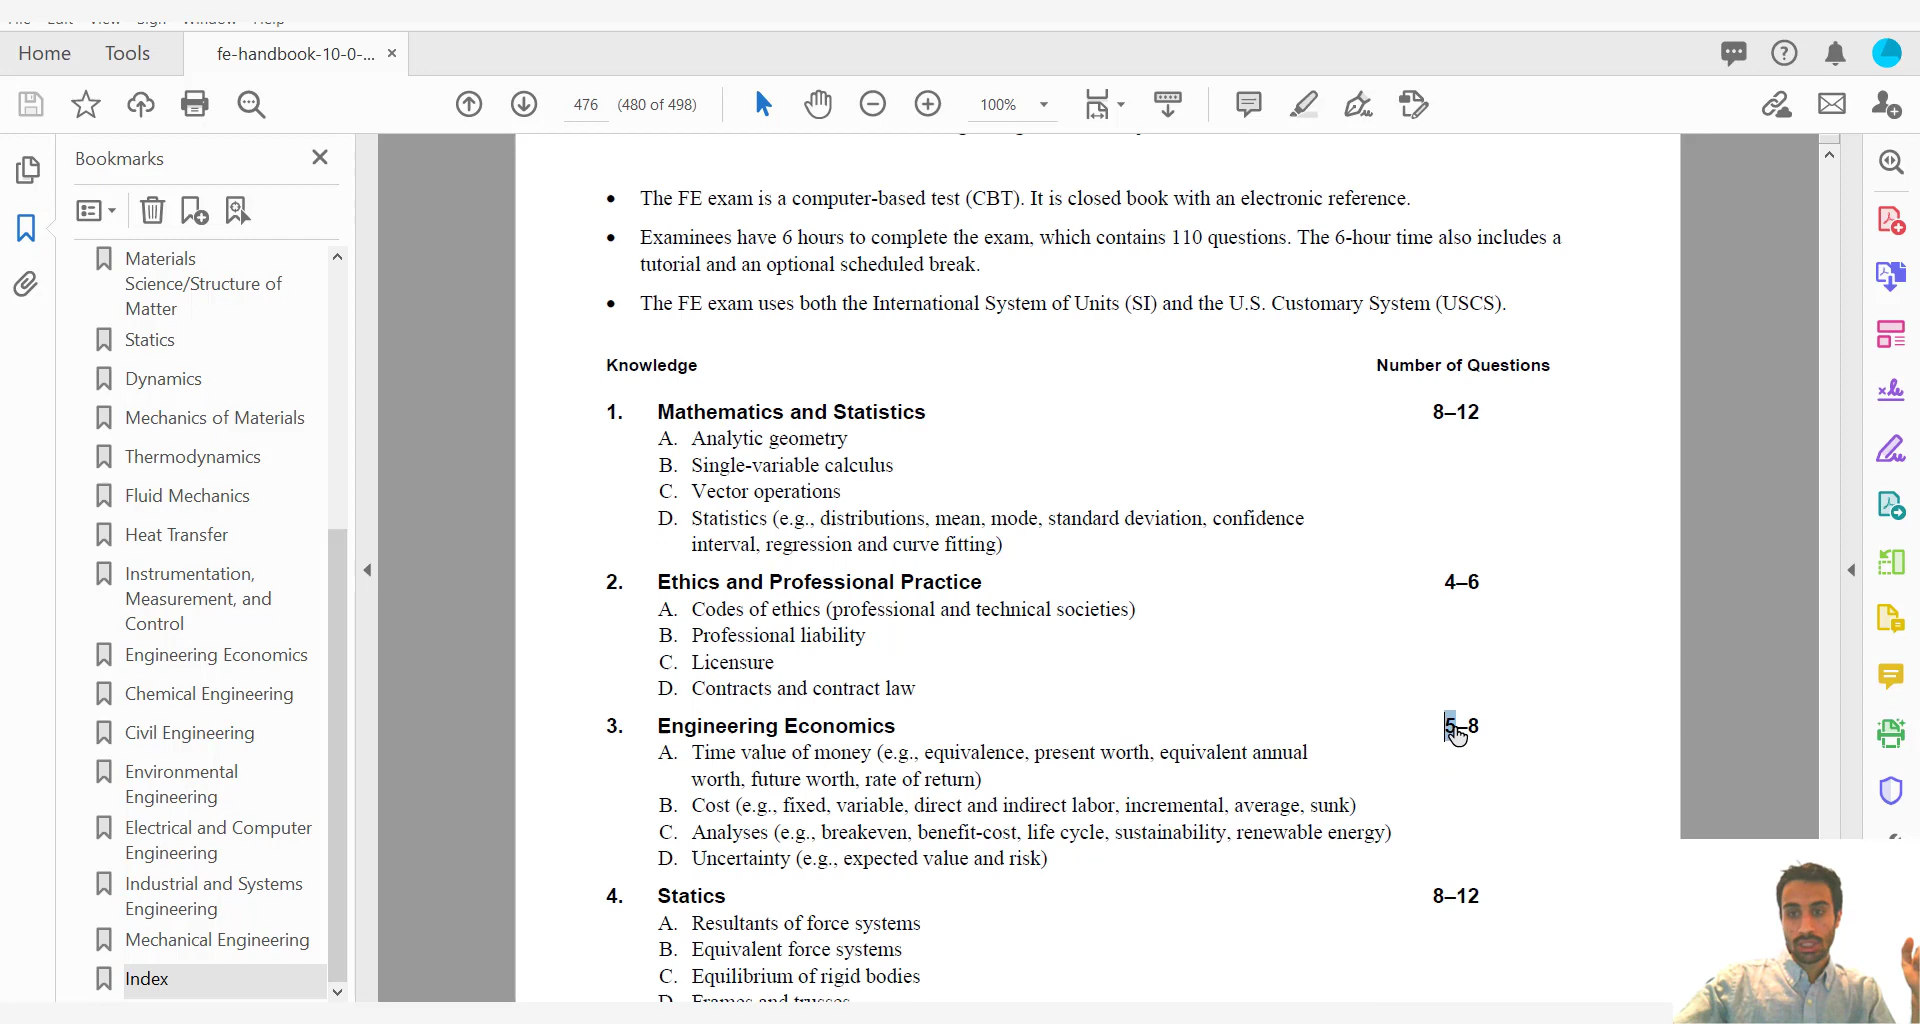 Home
Tools
fe-handbook-10-0-...
476
(480 of 498)
100%
Bookmarks
Materials
Science/Structure of
Matter
Statics
Dynamics
Mechanics of Materials
Thermodynamics
Fluid Mechanics
Heat Transfer
Instrumentation,
Measurement, and
Control
Engineering Economics
Chemical Engineering
Civil Engineering
Environmental
Engineering
Electrical and Computer
Engineering
Industrial and Systems
Engineering
Mechanical Engineering
Index
• The FE exam is a computer-based test (CBT). It is closed book with an electronic reference.
• Examinees have 6 hours to complete the exam, which contains 110 questions. The 6-hour time also includes a
tutorial and an optional scheduled break.
• The FE exam uses both the International System of Units (SI) and the U.S. Customary System (USCS).
Knowledge Number of Questions
1. Mathematics and Statistics 8–12
A. Analytic geometry
B. Single-variable calculus
C. Vector operations
D. Statistics (e.g., distributions, mean, mode, standard deviation, confidence
interval, regression and curve fitting)
2. Ethics and Professional Practice 4–6
A. Codes of ethics (professional and technical societies)
B. Professional liability
C. Licensure
D. Contracts and contract law
3. Engineering Economics 5–8
A. Time value of money (e.g., equivalence, present worth, equivalent annual
worth, future worth, rate of return)
B. Cost (e.g., fixed, variable, direct and indirect labor, incremental, average, sunk)
C. Analyses (e.g., breakeven, benefit-cost, life cycle, sustainability, renewable energy)
D. Uncertainty (e.g., expected value and risk)
4. Statics 8–12
A. Resultants of force systems
B. Equivalent force systems
C. Equilibrium of rigid bodies
D. Frames and trusses